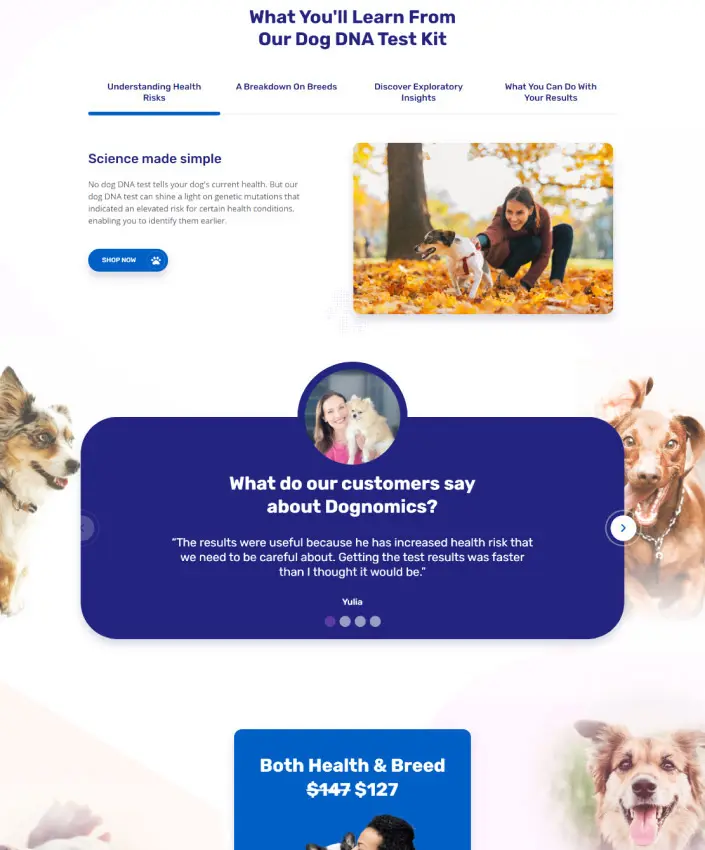 What You'll Learn From
Our Dog DNA Test Kit
Understanding Health
Risks
A Breakdown On Breeds
Discover Exploratory
Insights
What You Can Do With
Your Results
Science made simple
No dog DNA test tells your dog's current health. But our
dog DNA test can shine a light on genetic mutations that
indicated an elevated risk for certain health conditions,
enabling you to identify them earlier.
SHOP NOW
What do our customers say
about Dognomics?
“The results were useful because he has increased health risk that
we need to be careful about. Getting the test results was faster
than I thought it would be.”
Yulia
Both Health & Breed
$147 $127